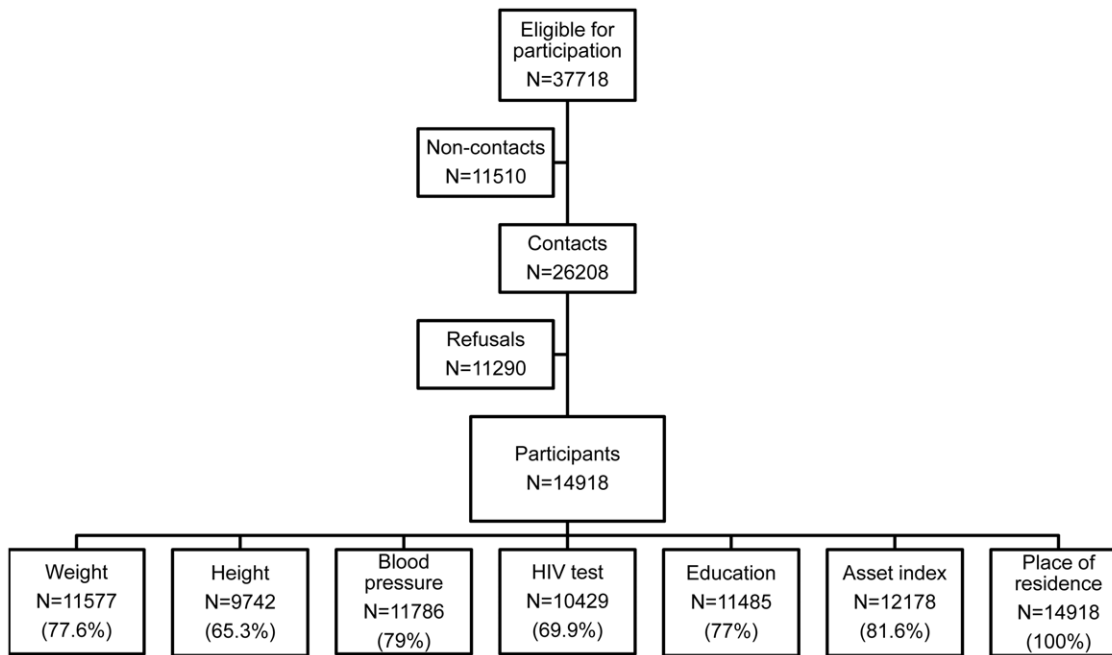 Eligible for
participation
N=37718
Non-contacts
N=11510
Contacts
N=26208
Refusals
N=11290
Participants
N=14918
Weight
N=11577
(77.6%)
Height
N=9742
(65.3%)
Blood
pressure
N=11786
(79%)
HIV test
N=10429
(69.9%)
Education
N=11485
(77%)
Asset index
N=12178
(81.6%)
Place of
residence
N=14918
(100%)